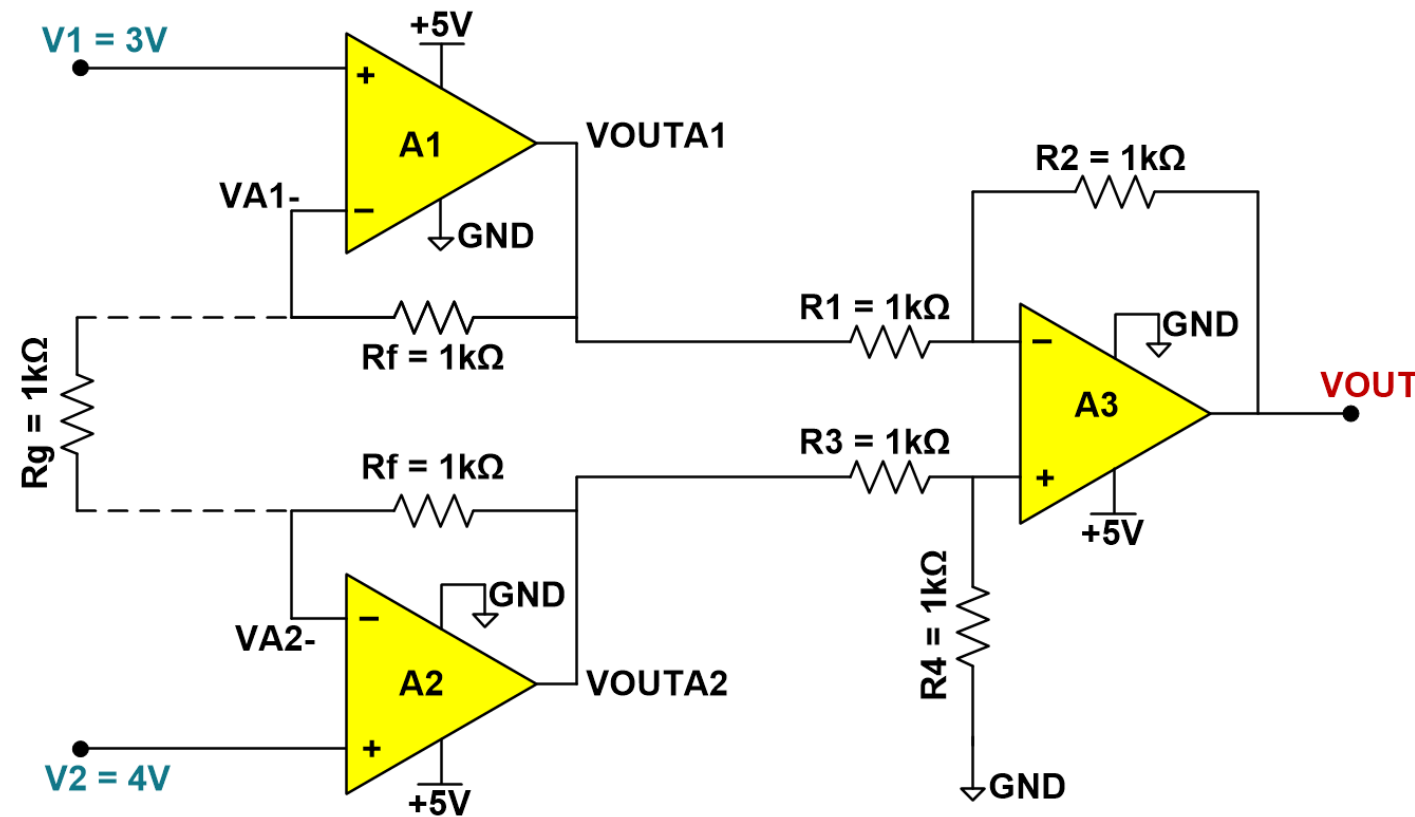 +5V
V1 = 3V
+
A1
VOUTA1
VA1-
−
GND
R2 = 1kΩ
R1 = 1kΩ
Rf = 1kΩ
Rg = 1kΩ
−
GND
A3
VOUT
R3 = 1kΩ
+
+5V
Rf = 1kΩ
GND
VA2-
−
A2
VOUTA2
R4 = 1kΩ
+
V2 = 4V
+5V
GND